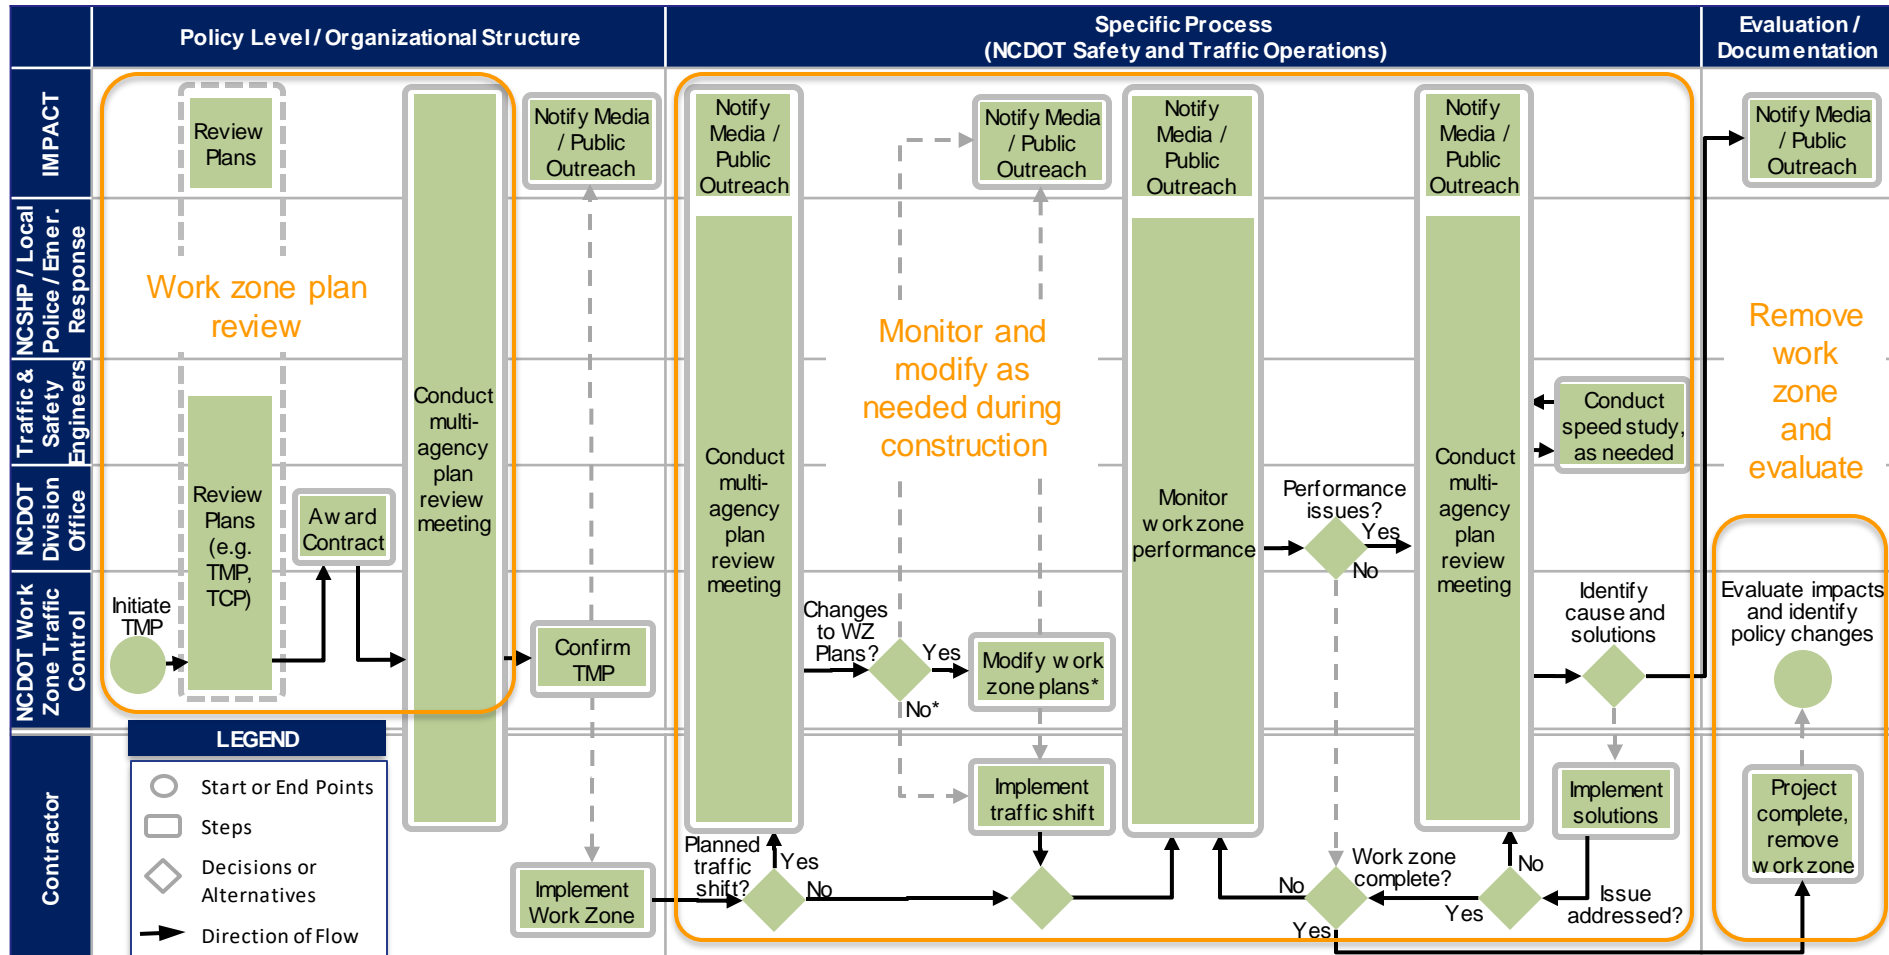 Policy Level / Organizational Structure
Specific Process
(NCDOT Safety and Traffic Operations)
Evaluation /
Documentation
IMPACT
NCSHP / Local
Police / Emer.
Response
Traffic &
Safety
Engineers
NCDOT
Division
Office
NCDOT Work
Zone Traffic
Control
Contractor
Review
Plans
Work zone plan
review
Review
Plans
(e.g.
TMP,
TCP)
Initiate
TMP
Award
Contract
Conduct
multi-
agency
plan
review
meeting
Notify Media
/ Public
Outreach
Confirm
TMP
Implement
Work Zone
LEGEND
Start or End Points
Steps
Decisions or
Alternatives
Direction of Flow
Notify
Media /
Public
Outreach
Conduct
multi-
agency
plan
review
meeting
Planned
traffic
shift?
Yes
No
Changes
to WZ
Plans?
Yes
No*
Notify Media
/ Public
Outreach
Monitor and
modify as
needed during
construction
Modify work
zone plans*
Implement
traffic shift
Notify
Media /
Public
Outreach
Monitor
work zone
performance
Performance
issues?
Yes
No
Notify
Media /
Public
Outreach
Conduct
multi-
agency
plan
review
meeting
Conduct
speed study,
as needed
Identify
cause and
solutions
Implement
solutions
Issue
addressed?
No
Yes
Work zone
complete?
No
Yes
Notify Media
/ Public
Outreach
Remove
work
zone
and
evaluate
Evaluate impacts
and identify
policy changes
Project
complete,
remove
work zone